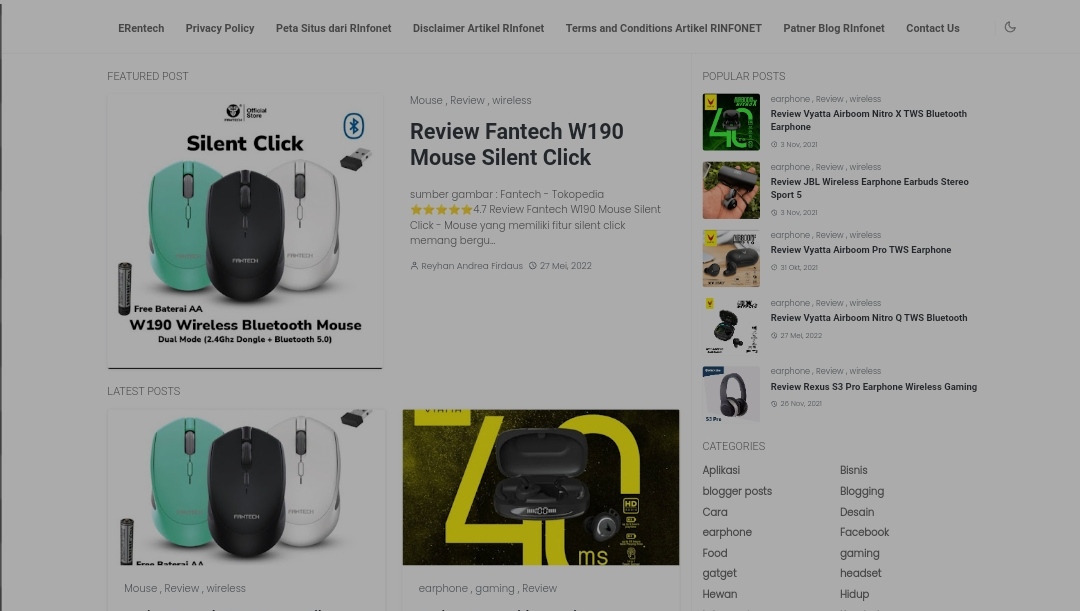 ERentech
Privacy Policy
Peta Situs dari RInfonet
Disclaimer Artikel RInfonet
Terms and Conditions Artikel RINFONET
Patner Blog RInfonet
Contact Us
FEATURED POST
FANTECH
Official
Store
Silent Click
FANTECH
Free Baterai AA
W190 Wireless Bluetooth Mouse
Dual Mode (2.4Ghz Dongle + Bluetooth 5.0)
Mouse , Review , wireless
Review Fantech W190
Mouse Silent Click
sumber gambar : Fantech - Tokopedia
⭐⭐⭐⭐⭐4.7 Review Fantech W190 Mouse Silent
Click - Mouse yang memiliki fitur silent click
memang bergu...
Reyhan Andrea Firdaus
27 Mei, 2022
LATEST POSTS
FANTECH
Free Baterai AA
Mouse , Review , wireless
VYATTA
40
ms
HD
earphone , gaming , Review
POPULAR POSTS
earphone , Review , wireless
Review Vyatta Airboom Nitro X TWS Bluetooth
Earphone
3 Nov, 2021
earphone , Review , wireless
Review JBL Wireless Earphone Earbuds Stereo
Sport 5
3 Nov, 2021
earphone , Review , wireless
Review Vyatta Airboom Pro TWS Earphone
31 Okt, 2021
earphone , Review , wireless
Review Vyatta Airboom Nitro Q TWS Bluetooth
27 Mei, 2022
S3 Pro
earphone , Review , wireless
Review Rexus S3 Pro Earphone Wireless Gaming
26 Nov, 2021
CATEGORIES
Aplikasi
Bisnis
blogger posts
Blogging
Cara
Desain
earphone
Facebook
Food
gaming
gatget
headset
Hewan
Hidup